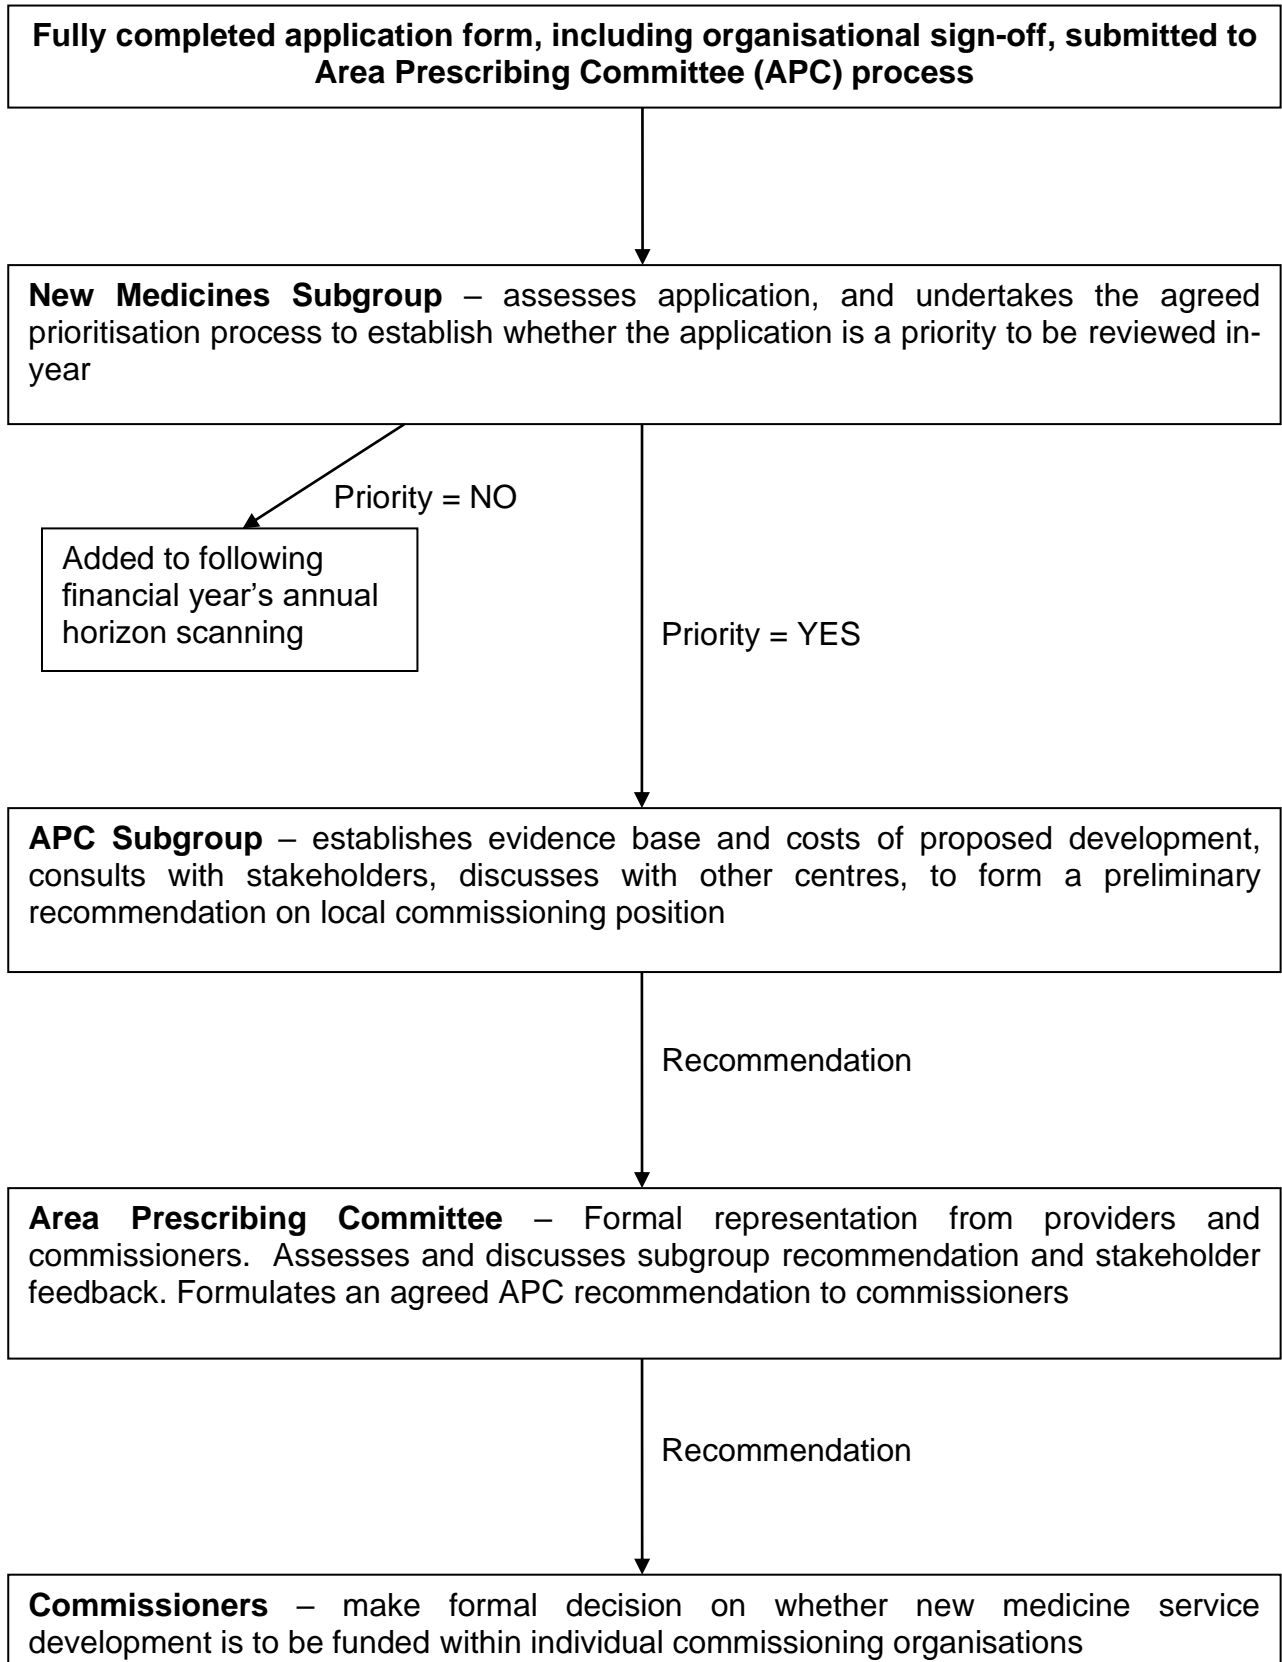 Fully completed application form, including organisational sign-off, submitted to
Area Prescribing Committee (APC) process
New Medicines Subgroup – assesses application, and undertakes the agreed
prioritisation process to establish whether the application is a priority to be reviewed in-
year
Priority = NO
Added to following
financial year’s annual
horizon scanning
Priority = YES
APC Subgroup – establishes evidence base and costs of proposed development,
consults with stakeholders, discusses with other centres, to form a preliminary
recommendation on local commissioning position
Recommendation
Area Prescribing Committee – Formal representation from providers and
commissioners. Assesses and discusses subgroup recommendation and stakeholder
feedback. Formulates an agreed APC recommendation to commissioners
Recommendation
Commissioners – make formal decision on whether new medicine service
development is to be funded within individual commissioning organisations